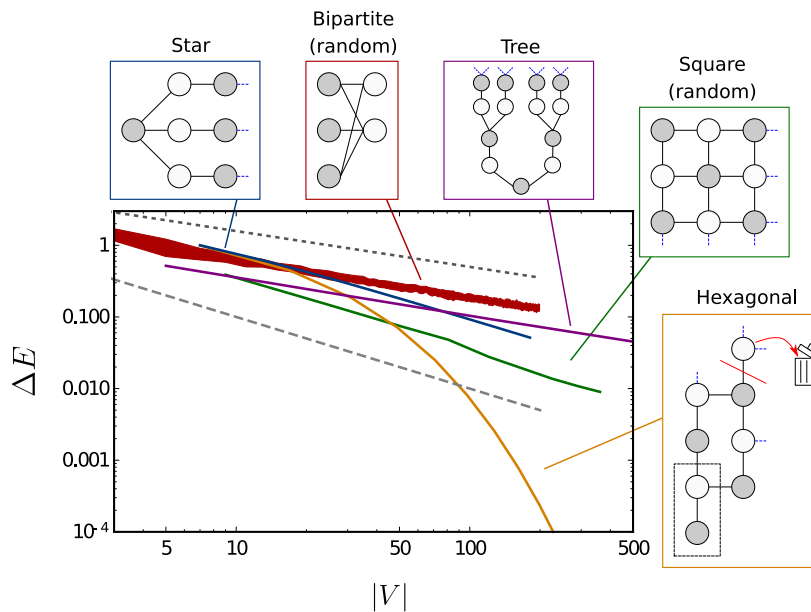 Star
Bipartite
(random)
Tree
Square
(random)
Hexagonal
1
0.100
0.010
0.001
10⁻⁴
ΔE
5
10
50
100
500
|V|